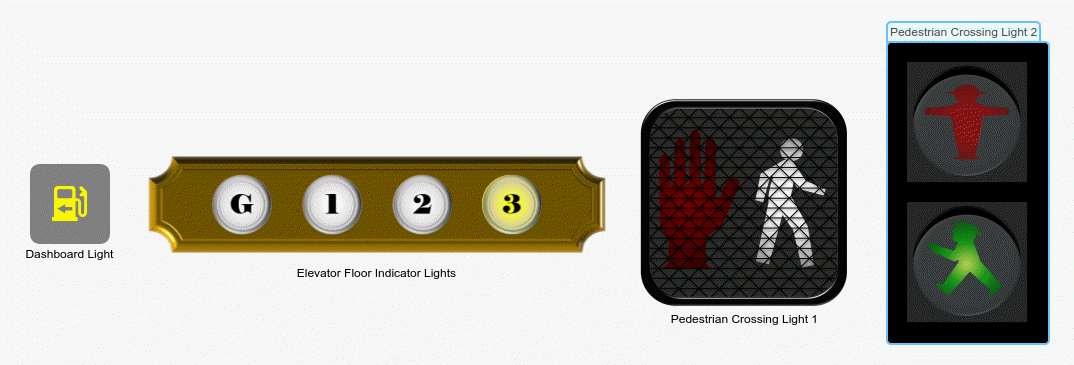 Pedestrian Crossing Light 2
G 1 2 3
Dashboard Light
Elevator Floor Indicator Lights
Pedestrian Crossing Light 1